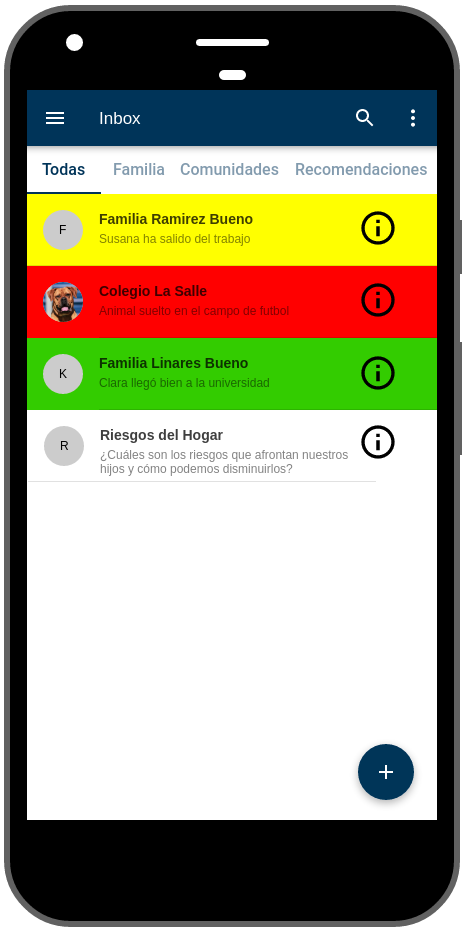 Inbox
Todas Familia Comunidades Recomendaciones
F
Familia Ramirez Bueno
Susana ha salido del trabajo
Colegio La Salle
Animal suelto en el campo de futbol
K
Familia Linares Bueno
Clara llegó bien a la universidad
R
Riesgos del Hogar
¿Cuáles son los riesgos que afrontan nuestros
hijos y cómo podemos disminuirlos?